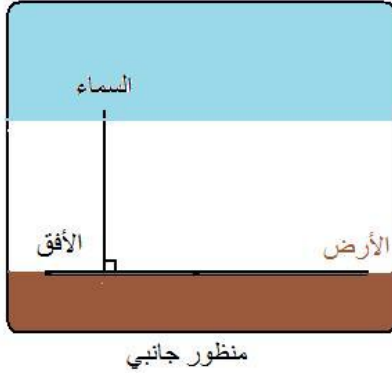 السماء
الأفق
الأرض
منظور جانبي